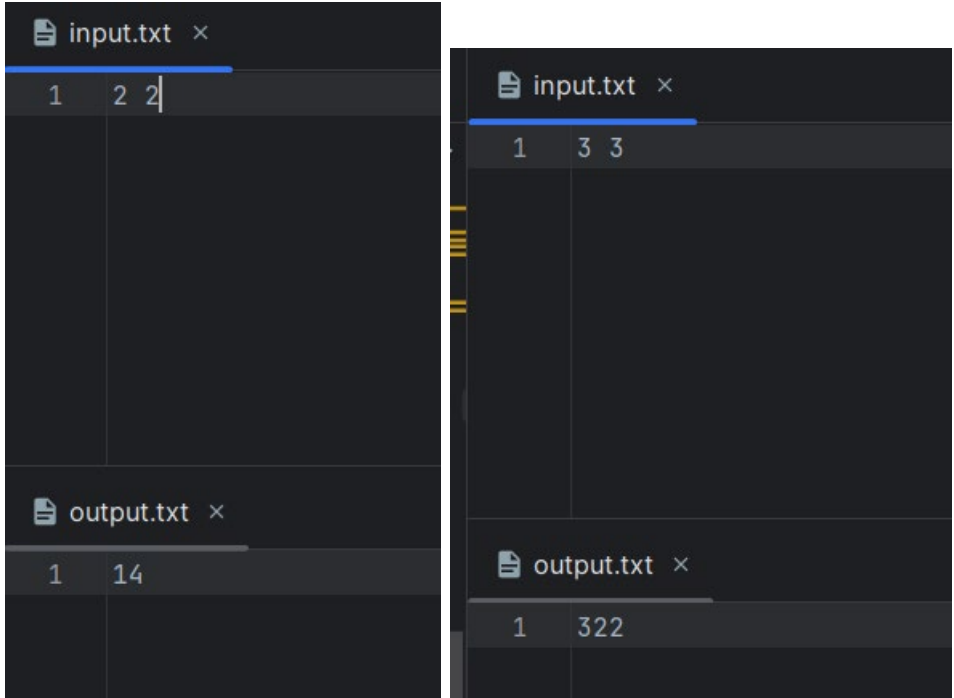 input.txt ×
1 2 2
output.txt ×
1 14
input.txt ×
1 3 3
output.txt ×
1 322